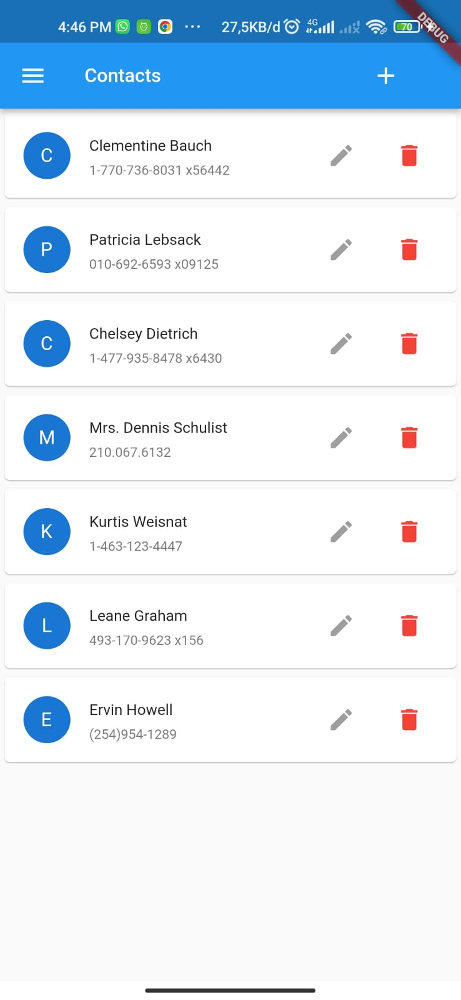 4:46 PM ... 27,5KB/d 4G 70
DEBUG
Contacts
C
Clementine Bauch
1-770-736-8031 x56442
P
Patricia Lebsack
010-692-6593 x09125
C
Chelsey Dietrich
1-477-935-8478 x6430
M
Mrs. Dennis Schulist
210.067.6132
K
Kurtis Weisnat
1-463-123-4447
L
Leane Graham
493-170-9623 x156
E
Ervin Howell
(254)954-1289